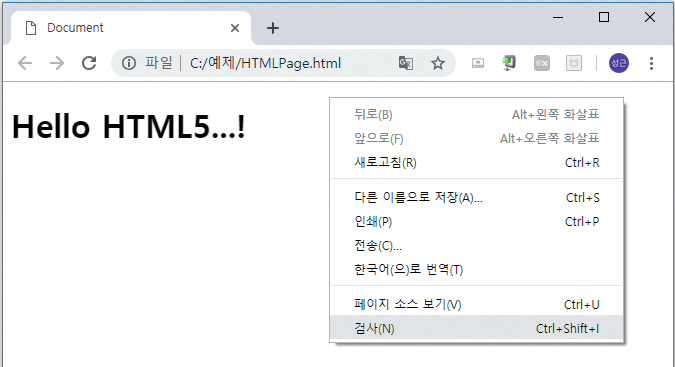 Document
파일 C:/예제/HTMLPage.html
성근
Hello HTML5...!
뒤로(B) Alt+왼쪽 화살표
앞으로(F) Alt+오른쪽 화살표
새로고침(R) Ctrl+R
다른 이름으로 저장(A)... Ctrl+S
인쇄(P) Ctrl+P
전송(C)...
한국어(으)로 번역(T)
페이지 소스 보기(V) Ctrl+U
검사(N) Ctrl+Shift+I